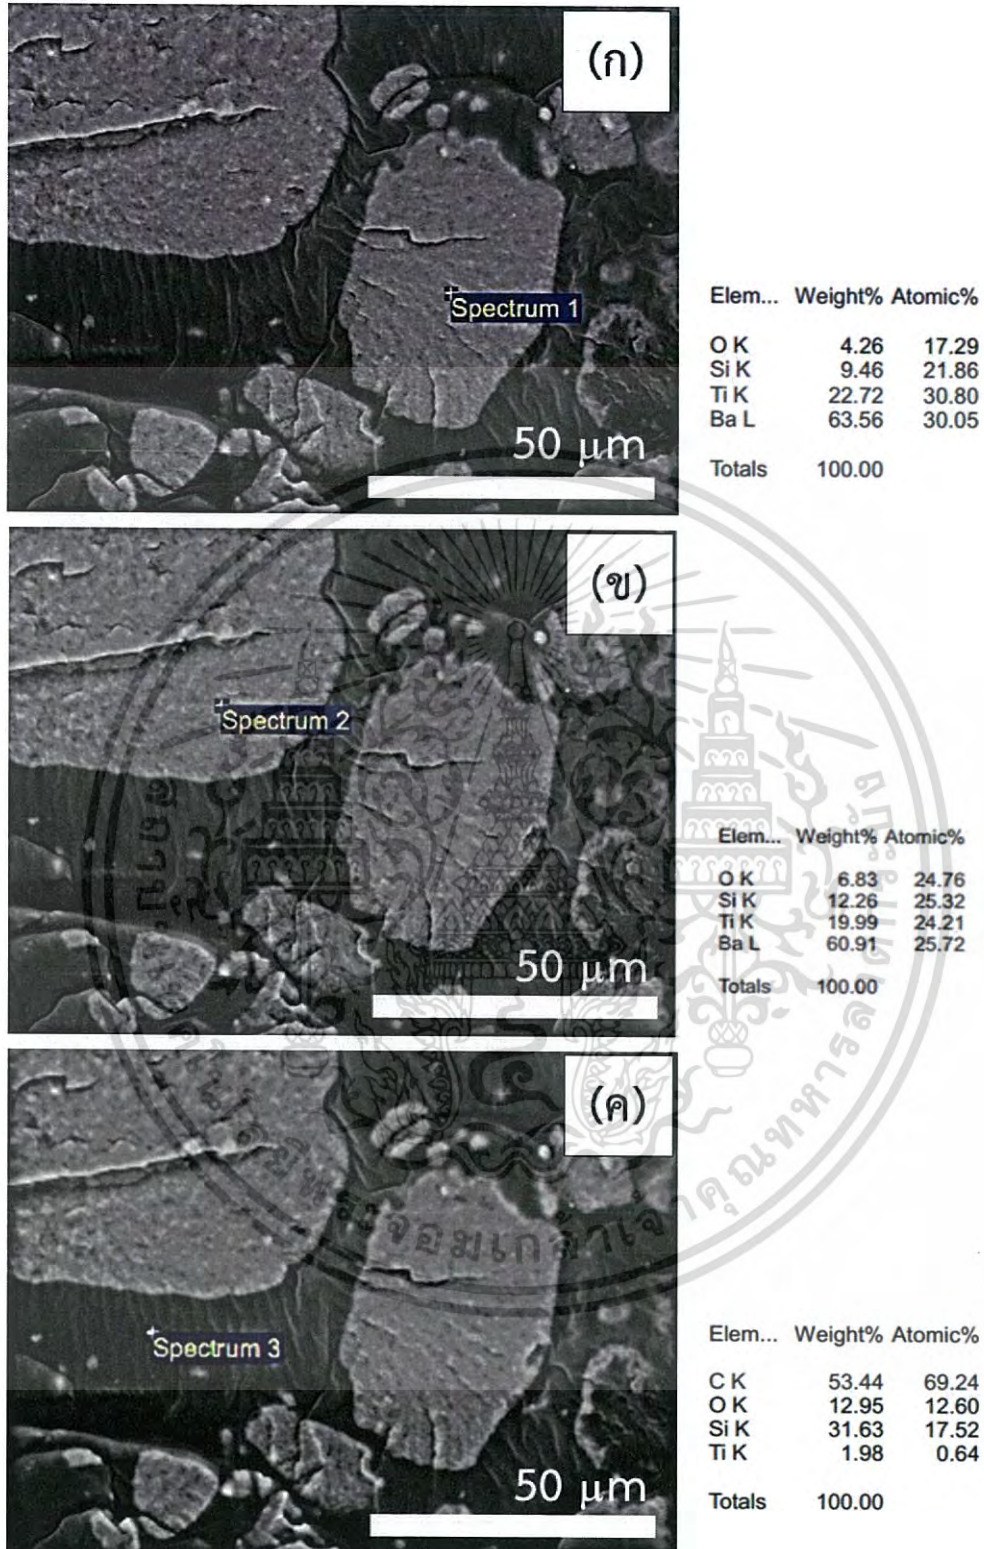 (ก)
Spectrum 1
50 μm
Elem... Weight% Atomic%
O K 4.26 17.29
Si K 9.46 21.86
Ti K 22.72 30.80
Ba L 63.56 30.05
Totals 100.00
(ข)
Spectrum 2
50 μm
Elem... Weight% Atomic%
O K 6.83 24.76
Si K 12.26 25.32
Ti K 19.99 24.21
Ba L 60.91 25.72
Totals 100.00
(ค)
Spectrum 3
50 μm
Elem... Weight% Atomic%
C K 53.44 69.24
O K 12.95 12.60
Si K 31.63 17.52
Ti K 1.98 0.64
Totals 100.00